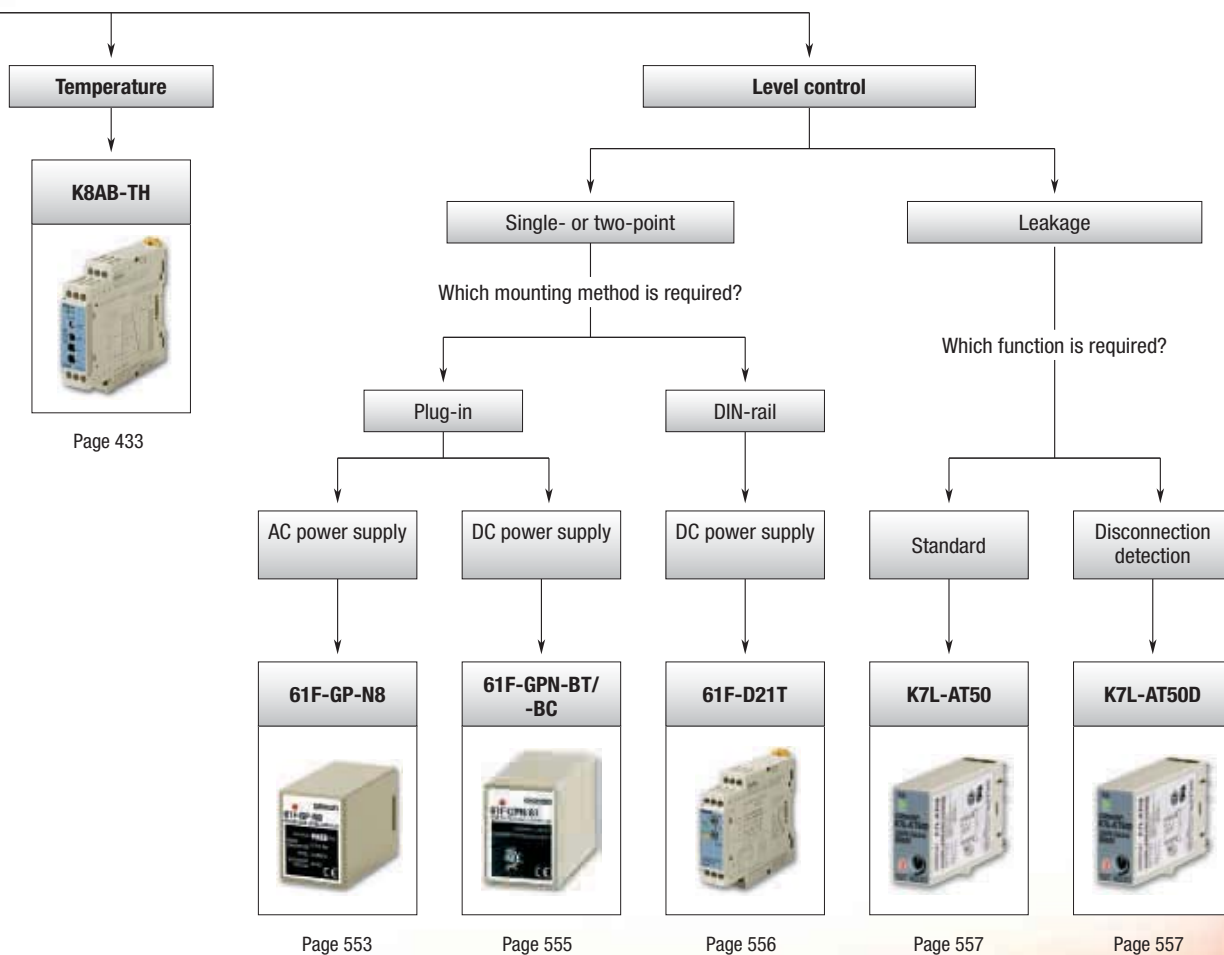 Temperature
Level control
K8AB-TH
Single- or two-point
Leakage
Which mounting method is required?
Which function is required?
Plug-in
DIN-rail
Page 433
AC power supply
DC power supply
DC power supply
Standard
Disconnection
detection
61F-GP-N8
61F-GPN-BT/
-BC
61F-D21T
K7L-AT50
K7L-AT50D
Page 553
Page 555
Page 556
Page 557
Page 557